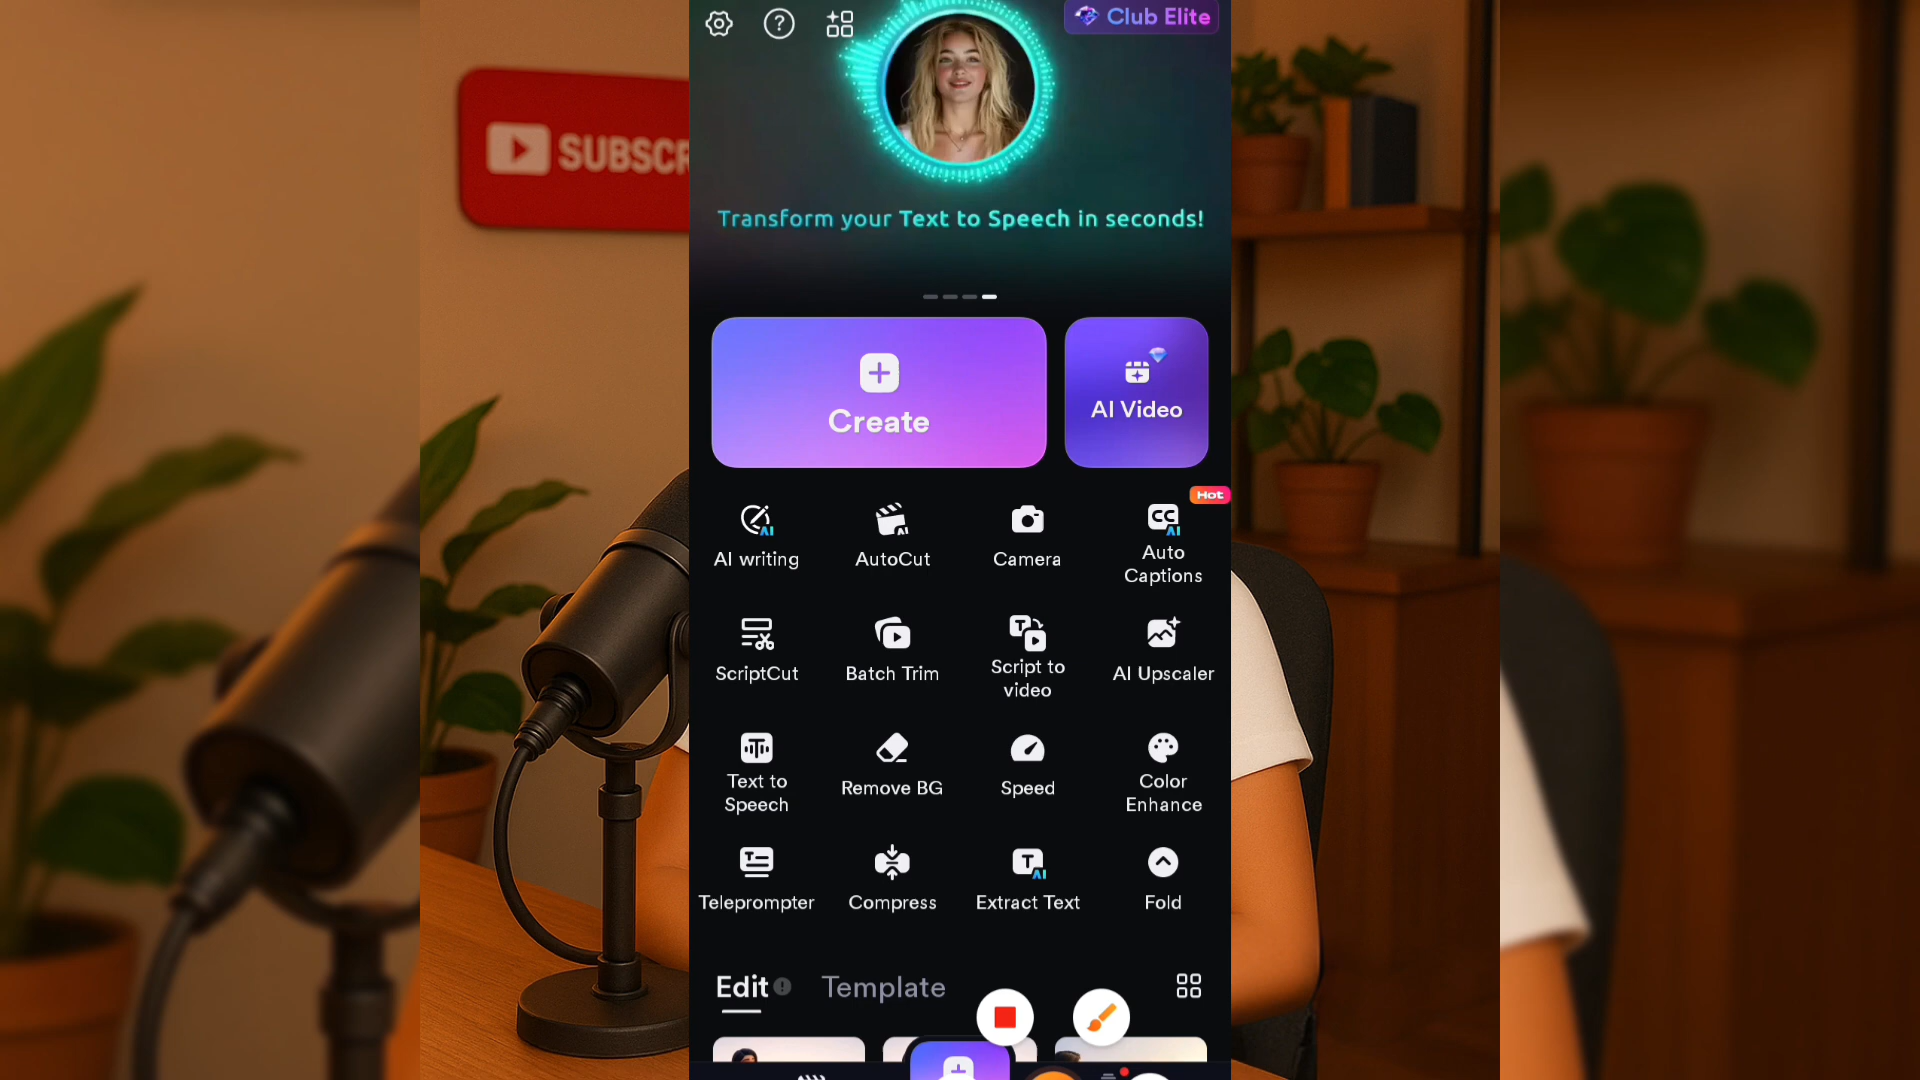 Club Elite
SUBSCR
Transform your Text to Speech in seconds!
Create
AI Video
Hot
AI writing
AutoCut
Camera
Auto
Captions
ScriptCut
Batch Trim
Script to
video
AI Upscaler
Text to
Speech
Remove BG
Speed
Color
Enhance
Teleprompter
Compress
Extract Text
Fold
Edit
Template